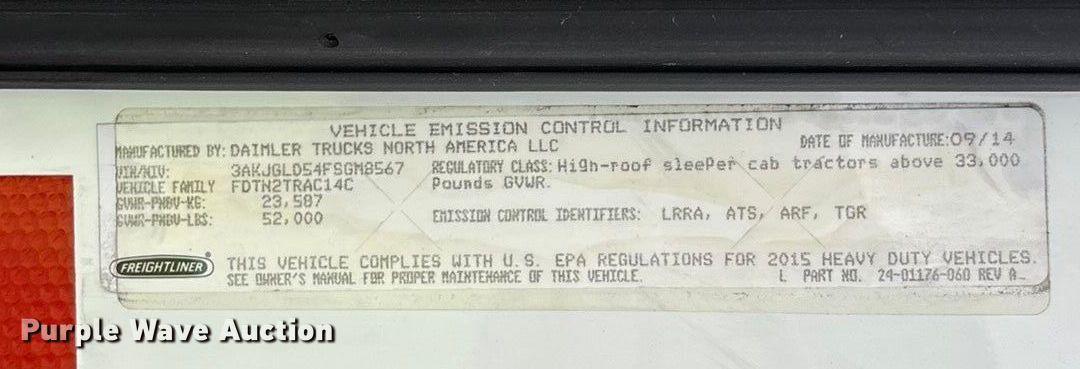 VEHICLE EMISSION CONTROL INFORMATION
MANUFACTURED BY: DAIMLER TRUCKS NORTH AMERICA LLC DATE OF MANUFACTURE: 09/14
VIN/NIV: 3AKJGLD54FSGM8567 REGULATORY CLASS: High-roof sleeper cab tractors above 33,000
VEHICLE FAMILY FDTN2TRAC14C Pounds GVWR.
GVWR-PNBV-KG: 23,587
GVWR-PNBV-LBS: 52,000 EMISSION CONTROL IDENTIFIERS: LRRA, ATS, ARF, TGR
FREIGHTLINER THIS VEHICLE COMPLIES WITH U.S. EPA REGULATIONS FOR 2015 HEAVY DUTY VEHICLES.
SEE OWNER'S MANUAL FOR PROPER MAINTENANCE OF THIS VEHICLE. L PART NO. 24-01176-060 REV A
Purple Wave Auction